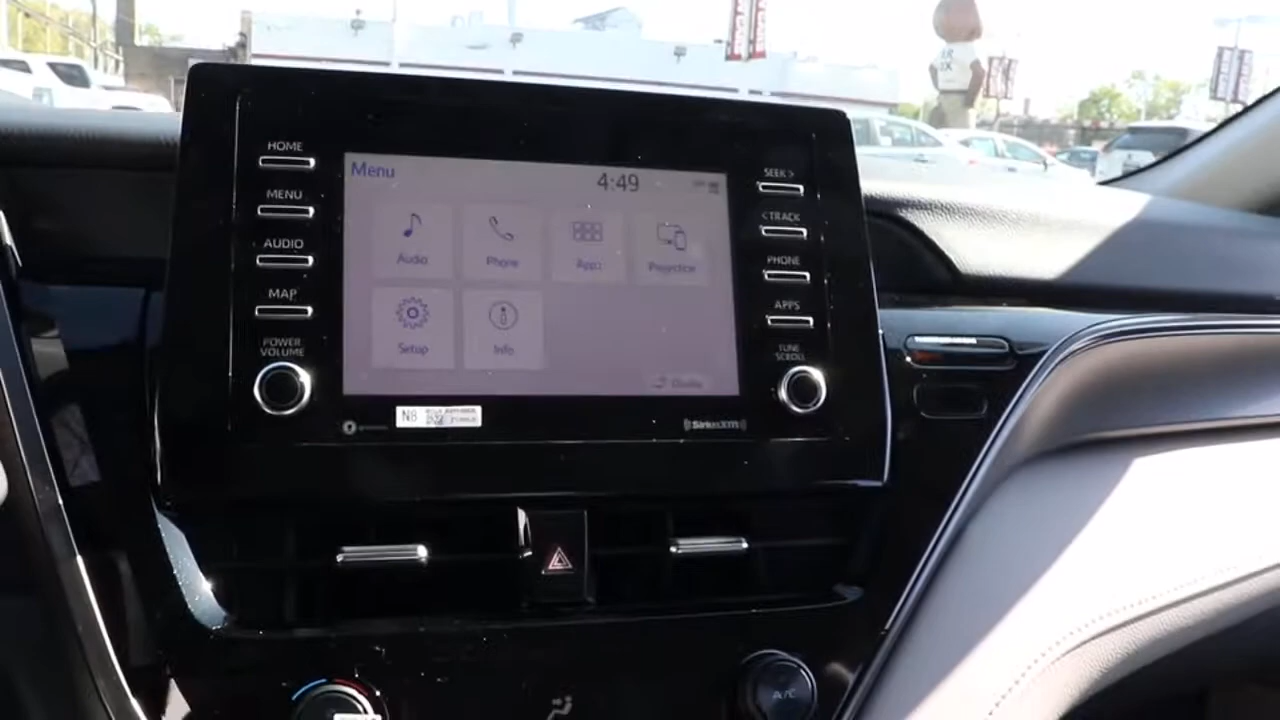 HOME
MENU
AUDIO
MAP
POWER
VOLUME
Menu
4:49
Audio
Phone
Apps
Projection
Setup
Info
Display
SEEK >
< TRACK
PHONE
APPS
TUNE
SCROLL
N8
SiriusXM
A/C